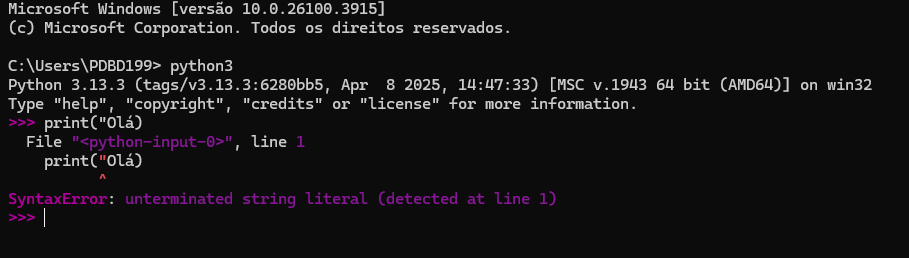 Microsoft Windows [versão 10.0.26100.3915]
(c) Microsoft Corporation. Todos os direitos reservados.
C:\Users\PDBD199> python3
Python 3.13.3 (tags/v3.13.3:6280bb5, Apr  8 2025, 14:47:33) [MSC v.1943 64 bit (AMD64)] on win32
Type "help", "copyright", "credits" or "license" for more information.
>>> print("Olá)
  File "<python-input-0>", line 1
    print("Olá)
          ^
SyntaxError: unterminated string literal (detected at line 1)
>>>